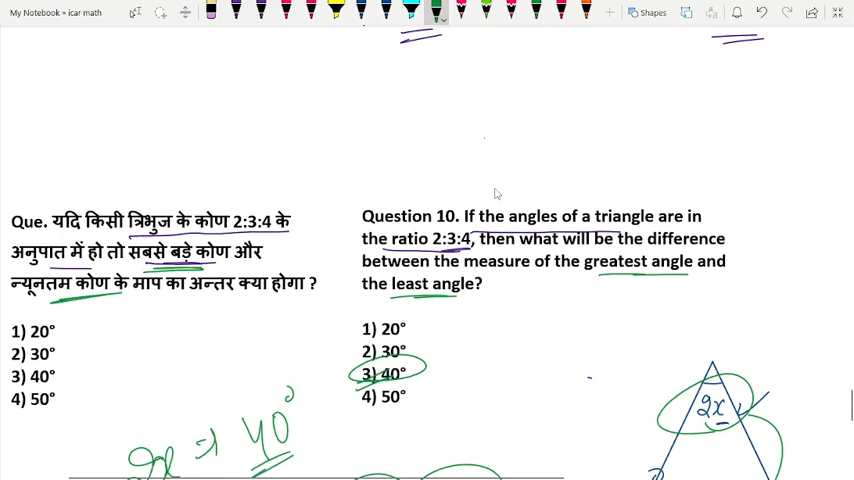 My Notebook » icar math
Shapes
Que. यदि किसी त्रिभुज के कोण 2:3:4 के
अनुपात में हो तो सबसे बड़े कोण और
न्यूनतम कोण के माप का अन्तर क्या होगा ?
1) 20°
2) 30°
3) 40°
4) 50°
Question 10. If the angles of a triangle are in
the ratio 2:3:4, then what will be the difference
between the measure of the greatest angle and
the least angle?
1) 20°
2) 30°
3) 40°
4) 50°
2x
2x ⇒ 40°